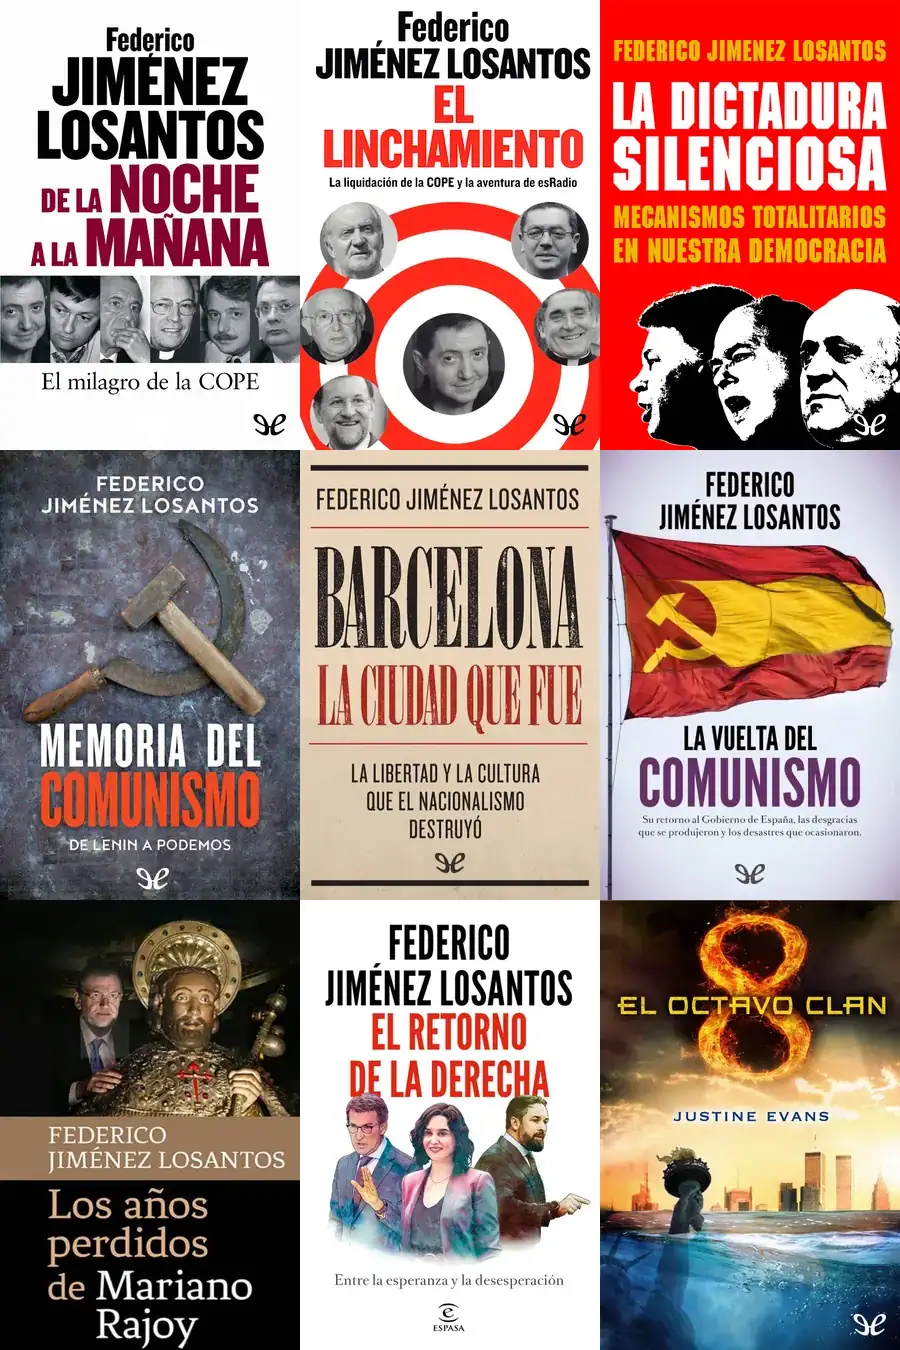 Federico
JIMÉNEZ
LOSANTOS
DE LA NOCHE
A LA MAÑANA
El milagro de la COPE
Federico
JIMÉNEZ LOSANTOS
EL
LINCHAMIENTO
La liquidación de la COPE y la aventura de esRadio
FEDERICO JIMENEZ LOSANTOS
LA DICTADURA
SILENCIOSA
MECANISMOS TOTALITARIOS
EN NUESTRA DEMOCRACIA
FEDERICO
JIMÉNEZ LOSANTOS
MEMORIA DEL
COMUNISMO
DE LENIN A PODEMOS
FEDERICO JIMÉNEZ LOSANTOS
BARCELONA
LA CIUDAD QUE FUE
LA LIBERTAD Y LA CULTURA
QUE EL NACIONALISMO
DESTRUYÓ
FEDERICO
JIMÉNEZ LOSANTOS
LA VUELTA DEL
COMUNISMO
Su retorno al Gobierno de España, las desgracias
que se produjeron y los desastres que ocasionaron.
FEDERICO
JIMÉNEZ LOSANTOS
Los años
perdidos
de Mariano
Rajoy
FEDERICO
JIMÉNEZ LOSANTOS
EL RETORNO
DE LA DERECHA
Entre la esperanza y la desesperación
ESPASA
8
EL OCTAVO CLAN
JUSTINE EVANS